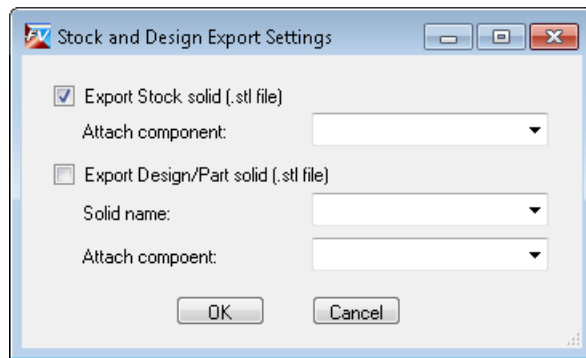 Stock and Design Export Settings
Export Stock solid (.stl file)
Attach component:
Export Design/Part solid (.stl file)
Solid name:
Attach compoent:
OK Cancel